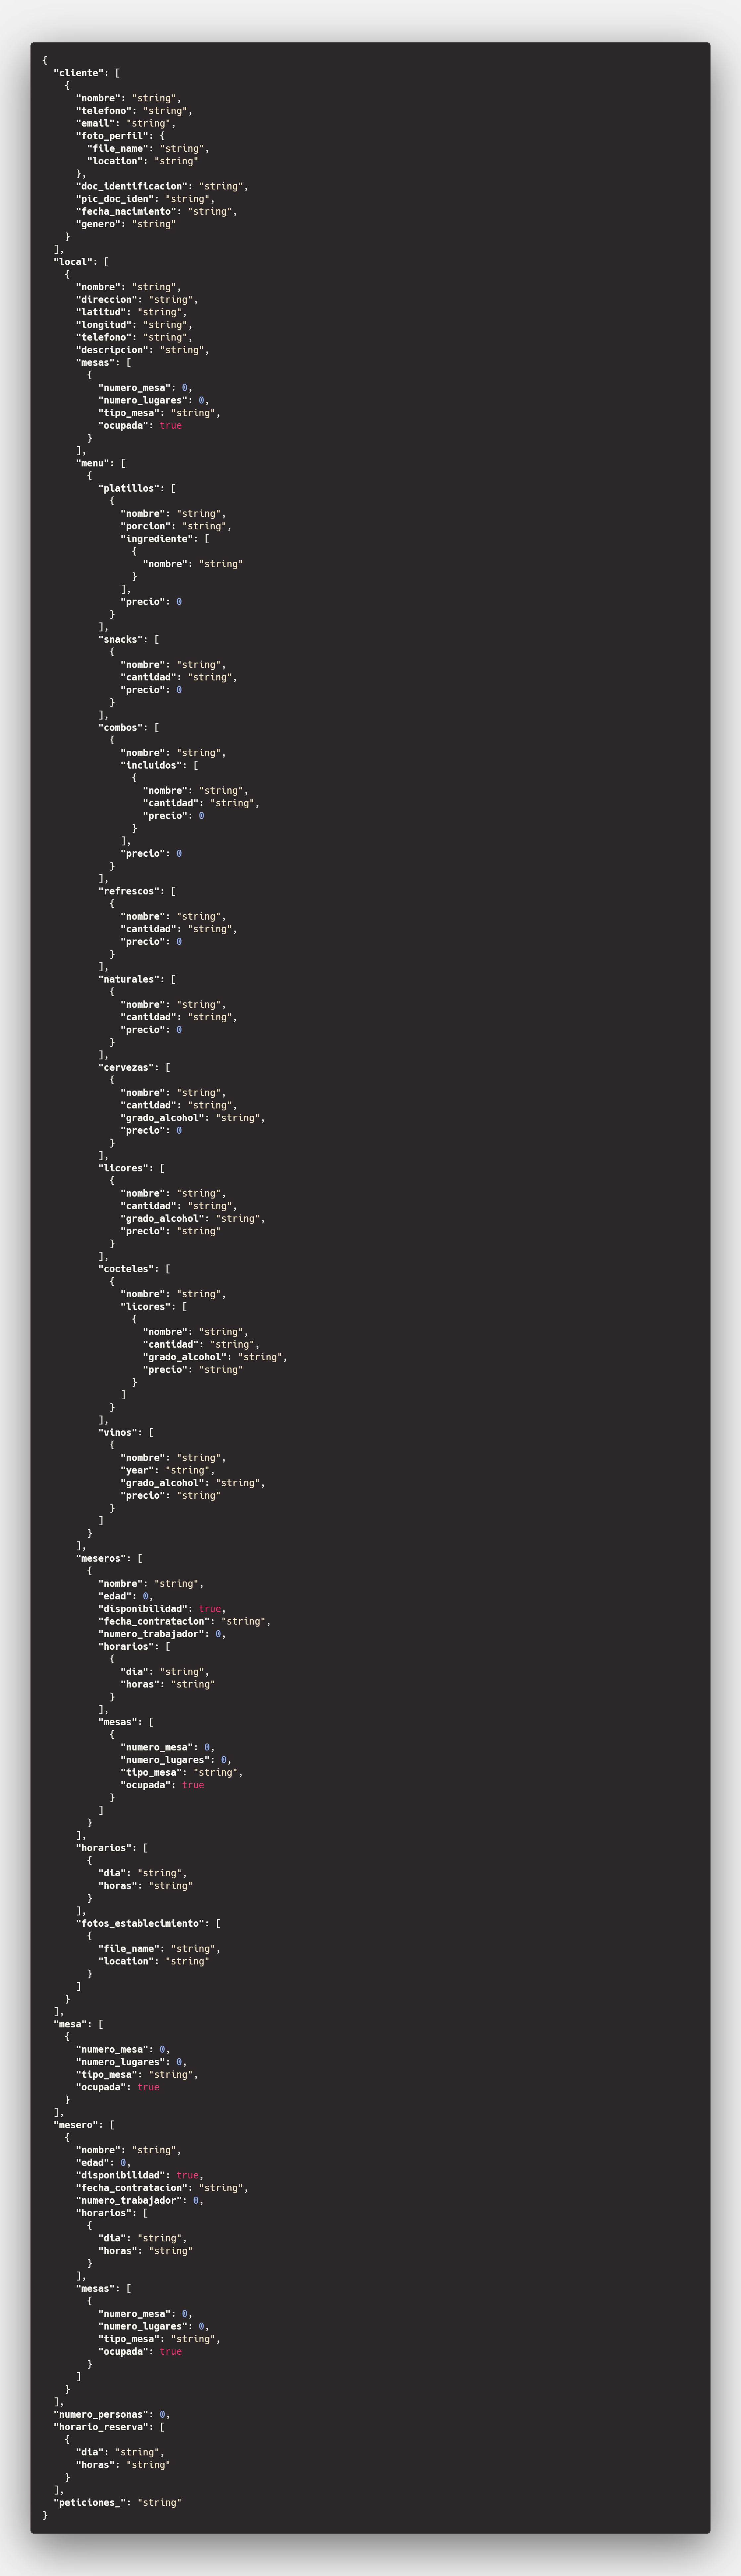 {
  "cliente": [
    {
      "nombre": "string",
      "telefono": "string",
      "email": "string",
      "foto_perfil": {
        "file_name": "string",
        "location": "string"
      },
      "doc_identificacion": "string",
      "pic_doc_iden": "string",
      "fecha_nacimiento": "string",
      "genero": "string"
    }
  ],
  "local": [
    {
      "nombre": "string",
      "direccion": "string",
      "latitud": "string",
      "longitud": "string",
      "telefono": "string",
      "descripcion": "string",
      "mesas": [
        {
          "numero_mesa": 0,
          "numero_lugares": 0,
          "tipo_mesa": "string",
          "ocupada": true
        }
      ],
      "menu": [
        {
          "platillos": [
            {
              "nombre": "string",
              "porcion": "string",
              "ingrediente": [
                {
                  "nombre": "string"
                }
              ],
              "precio": 0
            }
          ],
          "snacks": [
            {
              "nombre": "string",
              "cantidad": "string",
              "precio": 0
            }
          ],
          "combos": [
            {
              "nombre": "string",
              "incluidos": [
                {
                  "nombre": "string",
                  "cantidad": "string",
                  "precio": 0
                }
              ],
              "precio": 0
            }
          ],
          "refrescos": [
            {
              "nombre": "string",
              "cantidad": "string",
              "precio": 0
            }
          ],
          "naturales": [
            {
              "nombre": "string",
              "cantidad": "string",
              "precio": 0
            }
          ],
          "cervezas": [
            {
              "nombre": "string",
              "cantidad": "string",
              "grado_alcohol": "string",
              "precio": 0
            }
          ],
          "licores": [
            {
              "nombre": "string",
              "cantidad": "string",
              "grado_alcohol": "string",
              "precio": "string"
            }
          ],
          "cocteles": [
            {
              "nombre": "string",
              "licores": [
                {
                  "nombre": "string",
                  "cantidad": "string",
                  "grado_alcohol": "string",
                  "precio": "string"
                }
              ]
            }
          ],
          "vinos": [
            {
              "nombre": "string",
              "year": "string",
              "grado_alcohol": "string",
              "precio": "string"
            }
          ]
        }
      ],
      "meseros": [
        {
          "nombre": "string",
          "edad": 0,
          "disponibilidad": true,
          "fecha_contratacion": "string",
          "numero_trabajador": 0,
          "horarios": [
            {
              "dia": "string",
              "horas": "string"
            }
          ],
          "mesas": [
            {
              "numero_mesa": 0,
              "numero_lugares": 0,
              "tipo_mesa": "string",
              "ocupada": true
            }
          ]
        }
      ],
      "horarios": [
        {
          "dia": "string",
          "horas": "string"
        }
      ],
      "fotos_establecimiento": [
        {
          "file_name": "string",
          "location": "string"
        }
      ]
    }
  ],
  "mesa": [
    {
      "numero_mesa": 0,
      "numero_lugares": 0,
      "tipo_mesa": "string",
      "ocupada": true
    }
  ],
  "mesero": [
    {
      "nombre": "string",
      "edad": 0,
      "disponibilidad": true,
      "fecha_contratacion": "string",
      "numero_trabajador": 0,
      "horarios": [
        {
          "dia": "string",
          "horas": "string"
        }
      ],
      "mesas": [
        {
          "numero_mesa": 0,
          "numero_lugares": 0,
          "tipo_mesa": "string",
          "ocupada": true
        }
      ]
    }
  ],
  "numero_personas": 0,
  "horario_reserva": [
    {
      "dia": "string",
      "horas": "string"
    }
  ],
  "peticiones_": "string"
}